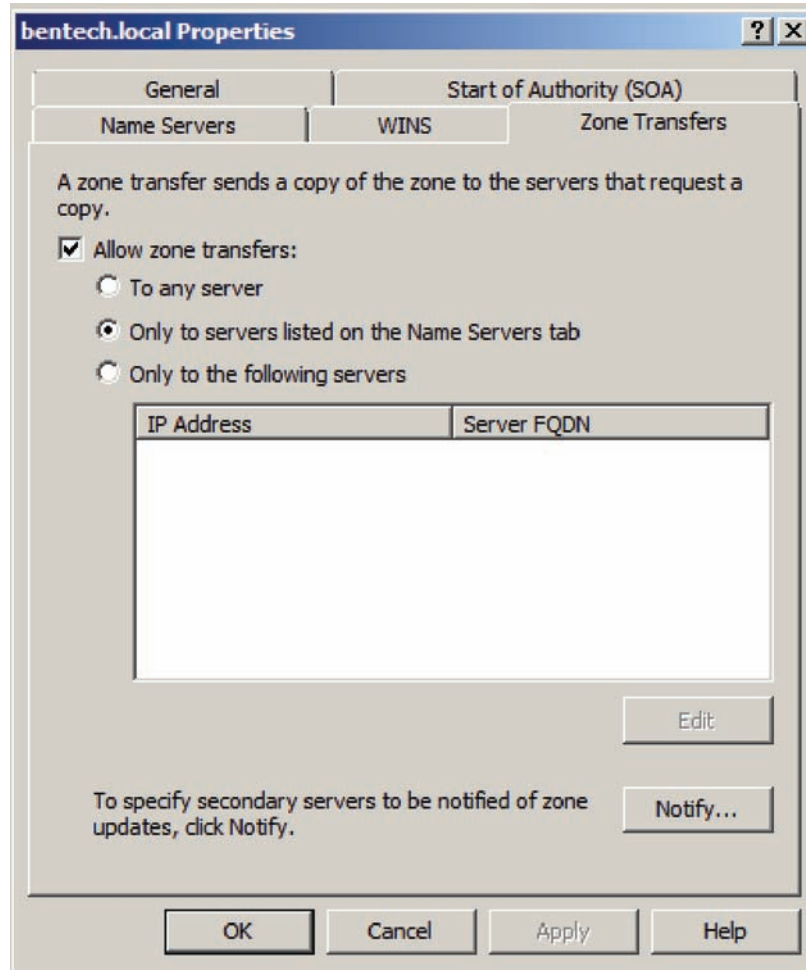 bentech.local Properties
General
Start of Authority (SOA)
Name Servers
WINS
Zone Transfers
A zone transfer sends a copy of the zone to the servers that request a
copy.
Allow zone transfers:
To any server
Only to servers listed on the Name Servers tab
Only to the following servers
IP Address
Server FQDN
Edit
To specify secondary servers to be notified of zone
updates, click Notify.
Notify...
OK
Cancel
Apply
Help